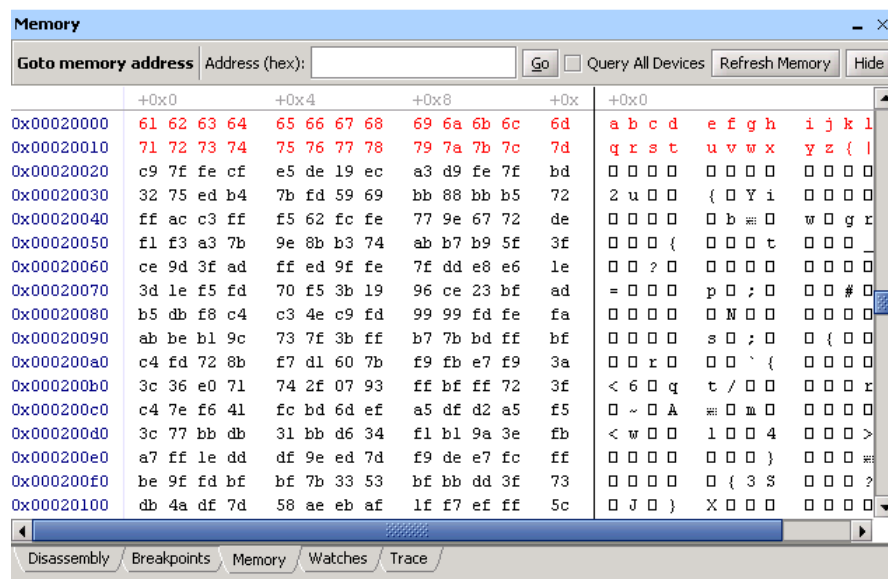 Memory
Goto memory address Address (hex): Go Query All Devices Refresh Memory Hide
+0x0 +0x4 +0x8 +0x +0x0
0x00020000 61 62 63 64 65 66 67 68 69 6a 6b 6c 6d a b c d e f g h i j k l
0x00020010 71 72 73 74 75 76 77 78 79 7a 7b 7c 7d q r s t u v w x y z { |
0x00020020 c9 7f fe cf e5 de 19 ec a3 d9 fe 7f bd
0x00020030 32 75 ed b4 7b fd 59 69 bb 88 bb b5 72 2 u { Y i
0x00020040 ff ac c3 ff f5 62 fc fe 77 9e 67 72 de b w g r
0x00020050 f1 f3 a3 7b 9e 8b b3 74 ab b7 b9 5f 3f { t _
0x00020060 ce 9d 3f ad ff ed 9f fe 7f dd e8 e6 1e ?
0x00020070 3d 1e f5 fd 70 f5 3b 19 96 ce 23 bf ad = p ; #
0x00020080 b5 db f8 c4 c3 4e c9 fd 99 99 fd fe fa N
0x00020090 ab be b1 9c 73 7f 3b ff b7 7b bd ff bf s ; {
0x000200a0 c4 fd 72 8b f7 d1 60 7b f9 fb e7 f9 3a r ` {
0x000200b0 3c 36 e0 71 74 2f 07 93 ff bf ff 72 3f < 6 q t / r
0x000200c0 c4 7e f6 41 fc bd 6d ef a5 df d2 a5 f5 ~ A m
0x000200d0 3c 77 bb db 31 bb d6 34 f1 b1 9a 3e fb < w 1 4 >
0x000200e0 a7 ff 1e dd df 9e ed 7d f9 de e7 fc ff }
0x000200f0 be 9f fd bf bf 7b 33 53 bf bb dd 3f 73 { 3 S ?
0x00020100 db 4a df 7d 58 ae eb af 1f f7 ef ff 5c J } X
Disassembly Breakpoints Memory Watches Trace